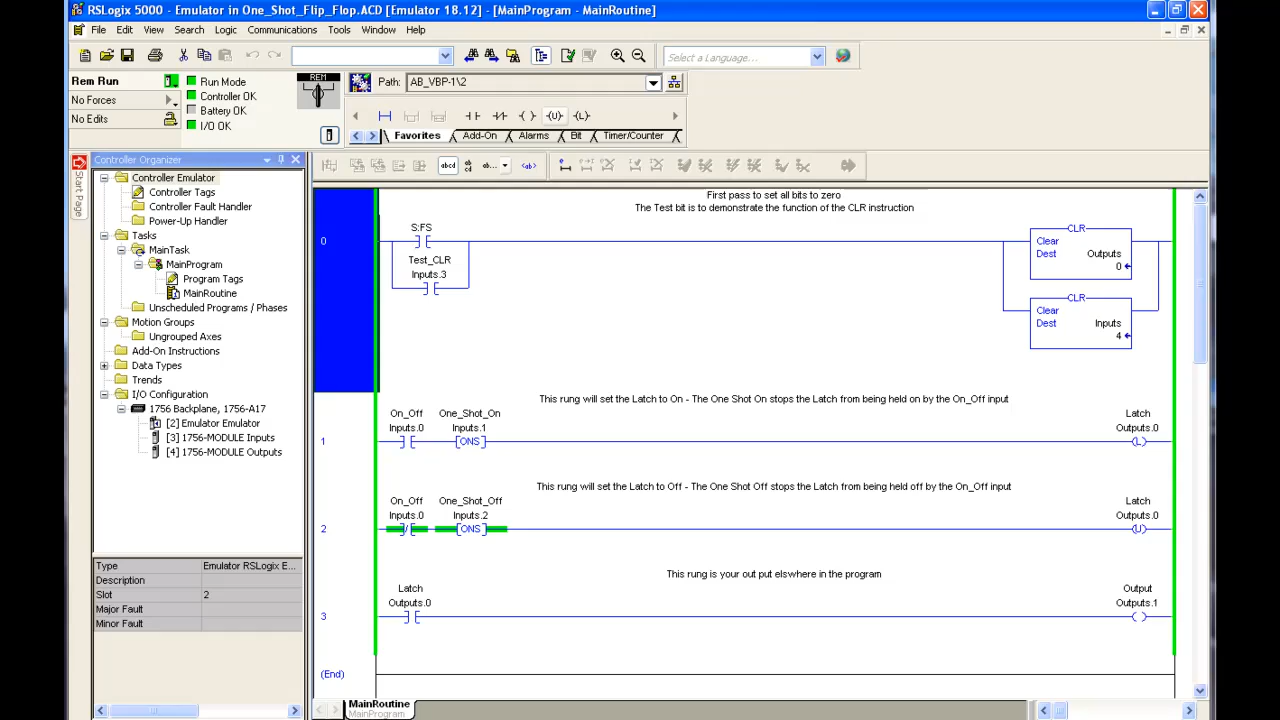 RSLogix 5000 - Emulator in One_Shot_Flip_Flop.ACD [Emulator 18.12] - [MainProgram - MainRoutine]
File Edit View Search Logic Communications Tools Window Help
Select a Language...
Rem Run
Run Mode
No Forces
Controller OK
Battery OK
No Edits
I/O OK
REM
Path: AB_VBP-1\2
Favorites Add-On Alarms Bit Timer/Counter
Start Page
Controller Organizer
Controller Emulator
Controller Tags
Controller Fault Handler
Power-Up Handler
Tasks
MainTask
MainProgram
Program Tags
MainRoutine
Unscheduled Programs / Phases
Motion Groups
Ungrouped Axes
Add-On Instructions
Data Types
Trends
I/O Configuration
1756 Backplane, 1756-A17
[2] Emulator Emulator
[3] 1756-MODULE Inputs
[4] 1756-MODULE Outputs
Type Emulator RSLogix E...
Description
Slot 2
Major Fault
Minor Fault
First pass to set all bits to zero
The Test bit is to demonstrate the function of the CLR instruction
0
S:FS
Test_CLR
Inputs.3
CLR
Clear
Dest Outputs
0
CLR
Clear
Dest Inputs
4
This rung will set the Latch to On - The One Shot On stops the Latch from being held on by the On_Off input
On_Off One_Shot_On Latch
Inputs.0 Inputs.1 Outputs.0
1 ONS L
This rung will set the Latch to Off - The One Shot Off stops the Latch from being held off by the On_Off input
On_Off One_Shot_Off Latch
Inputs.0 Inputs.2 Outputs.0
2 ONS U
This rung is your out put elswhere in the program
Latch Output
Outputs.0 Outputs.1
3
(End)
MainRoutine
MainProgram